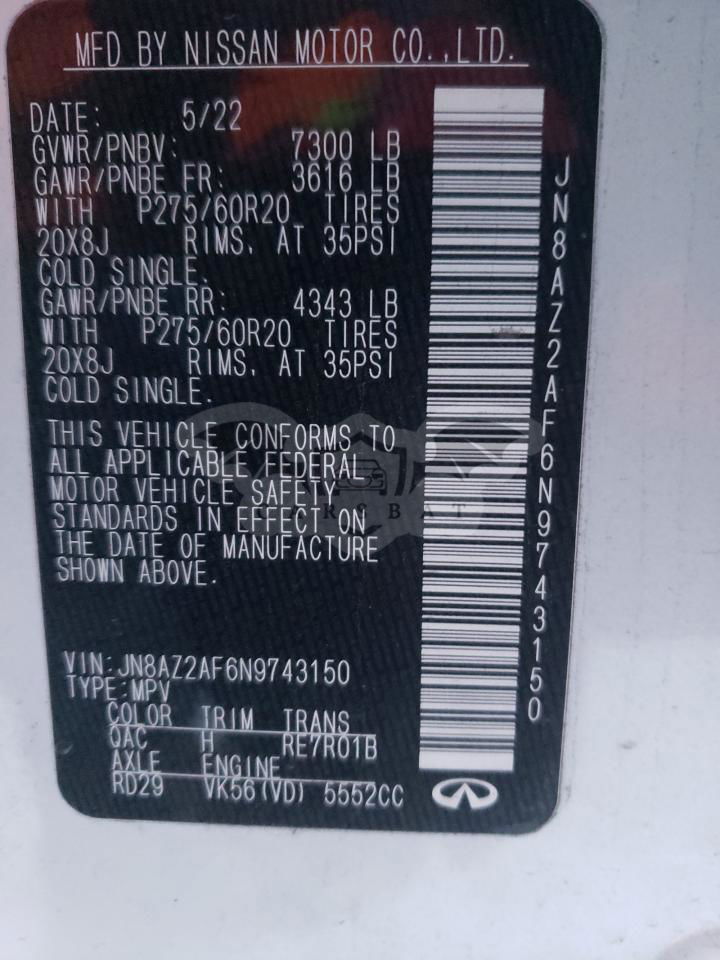 MFD BY NISSAN MOTOR CO.,LTD.
DATE: 5/22
GVWR/PNBV: 7300 LB
GAWR/PNBE FR: 3616 LB
WITH P275/60R20 TIRES
20X8J RIMS. AT 35PSI
COLD SINGLE.
GAWR/PNBE RR: 4343 LB
WITH P275/60R20 TIRES
20X8J RIMS. AT 35PSI
COLD SINGLE.
THIS VEHICLE CONFORMS TO
ALL APPLICABLE FEDERAL
MOTOR VEHICLE SAFETY
STANDARDS IN EFFECT ON
THE DATE OF MANUFACTURE
SHOWN ABOVE.
VIN:JN8AZ2AF6N9743150
TYPE:MPV
COLOR TRIM TRANS
QAC H RE7R01B
AXLE ENGINE
RD29 VK56(VD) 5552CC
JN8AZ2AF6N9743150
CARSBAT